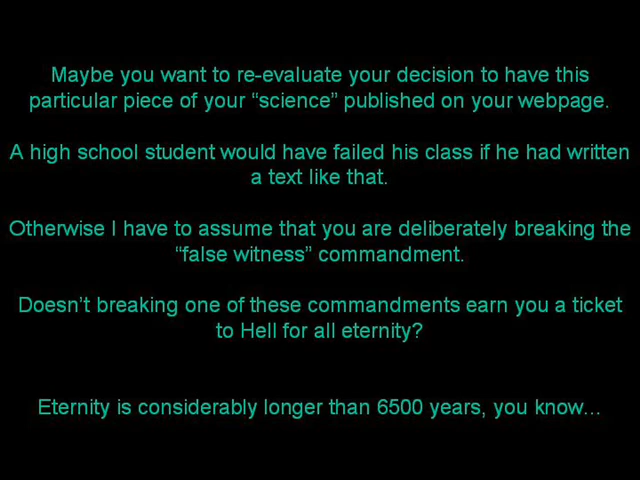 Maybe you want to re-evaluate your decision to have this
particular piece of your “science” published on your webpage.
A high school student would have failed his class if he had written
a text like that.
Otherwise I have to assume that you are deliberately breaking the
“false witness” commandment.
Doesn’t breaking one of these commandments earn you a ticket
to Hell for all eternity?
Eternity is considerably longer than 6500 years, you know...